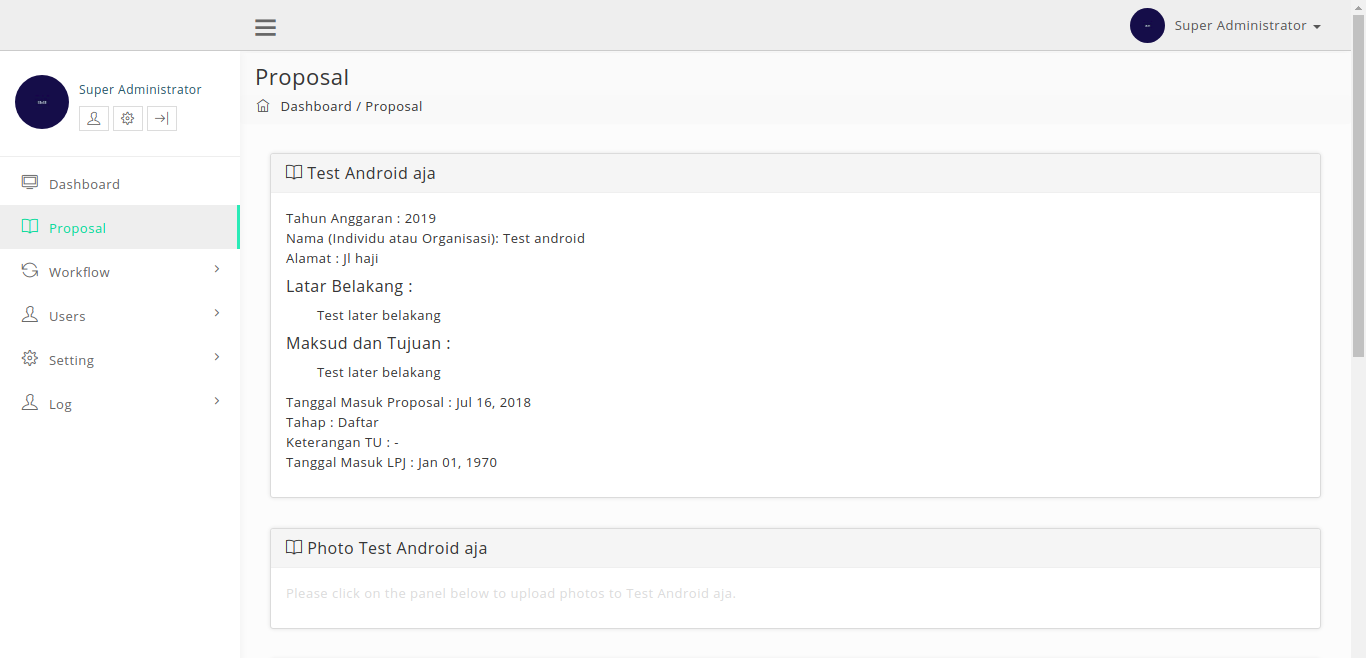 Super Administrator
Super Administrator
Dashboard
Proposal
Workflow
Users
Setting
Log
Proposal
Dashboard / Proposal
Test Android aja
Tahun Anggaran : 2019
Nama (Individu atau Organisasi): Test android
Alamat : Jl haji
Latar Belakang :
Test later belakang
Maksud dan Tujuan :
Test later belakang
Tanggal Masuk Proposal : Jul 16, 2018
Tahap : Daftar
Keterangan TU : -
Tanggal Masuk LPJ : Jan 01, 1970
Photo Test Android aja
Please click on the panel below to upload photos to Test Android aja.